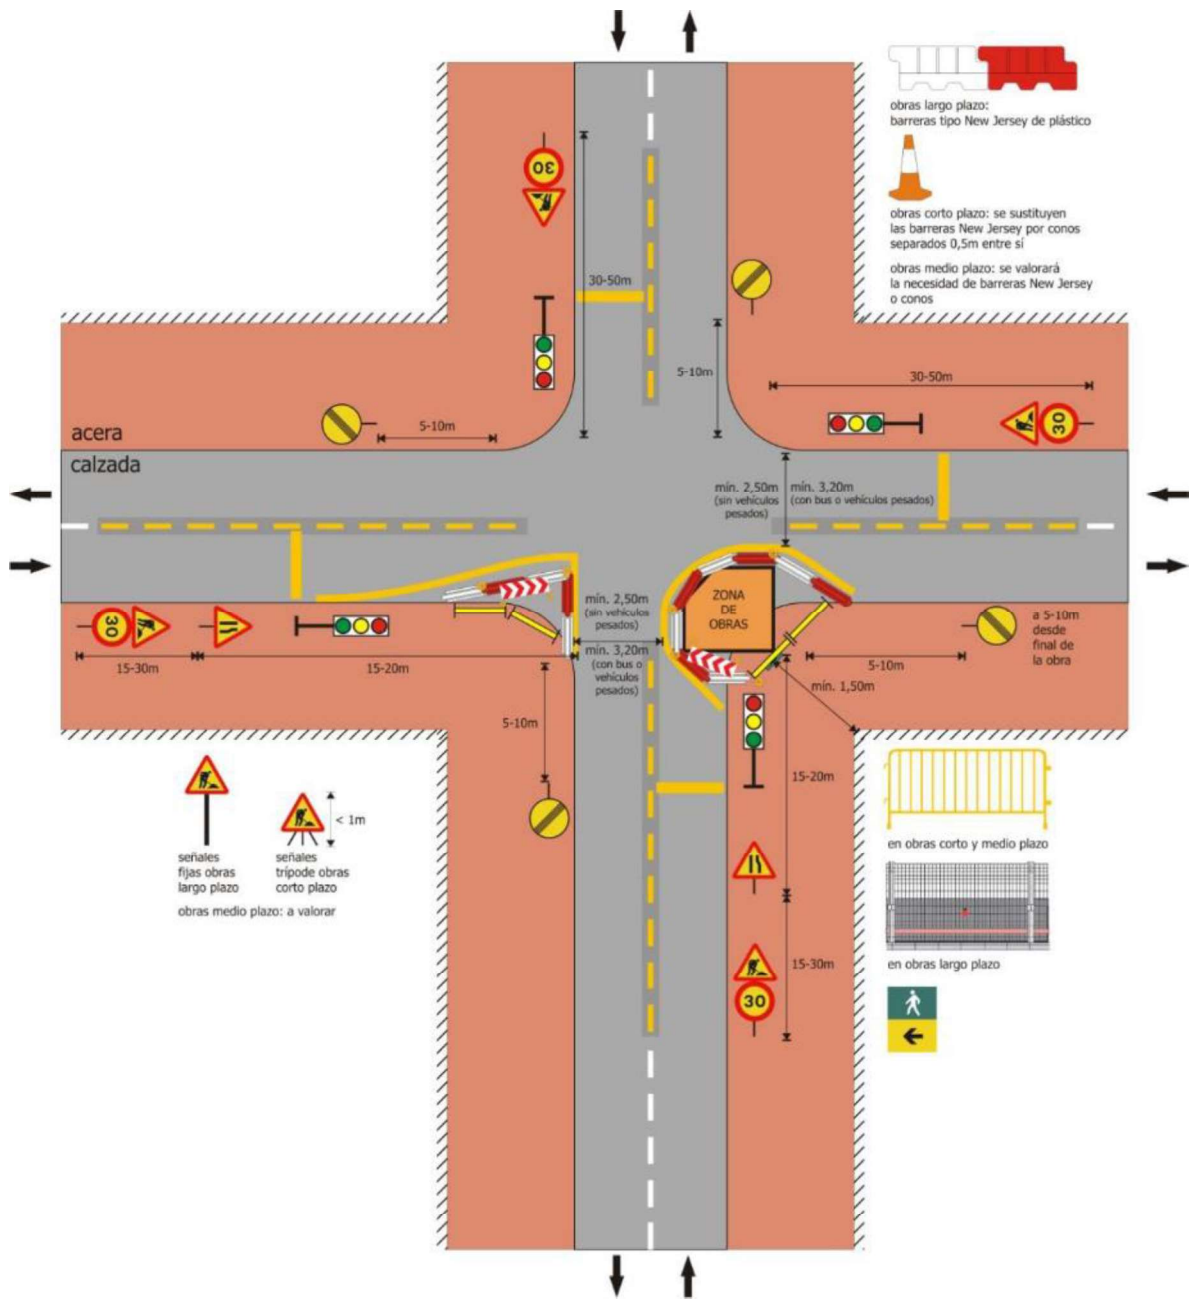 obras largo plazo:
barreras tipo New Jersey de plástico
obras corto plazo: se sustituyen
las barreras New Jersey por conos
separados 0,5m entre sí
obras medio plazo: se valorará
la necesidad de barreras New Jersey
o conos
30
30-50m
5-10m
30-50m
30
acera
calzada
5-10m
mín. 2,50m
(sin vehículos
pesados)
mín. 3,20m
(con bus o vehículos pesados)
mín. 2,50m
(sin vehículos
pesados)
mín. 3,20m
(con bus o
vehículos
pesados)
ZONA
DE
OBRAS
30
15-30m
15-20m
5-10m
a 5-10m
desde
final de
la obra
5-10m
mín. 1,50m
15-20m
15-30m
30
< 1m
señales
fijas obras
largo plazo
señales
trípode obras
corto plazo
obras medio plazo: a valorar
en obras corto y medio plazo
en obras largo plazo